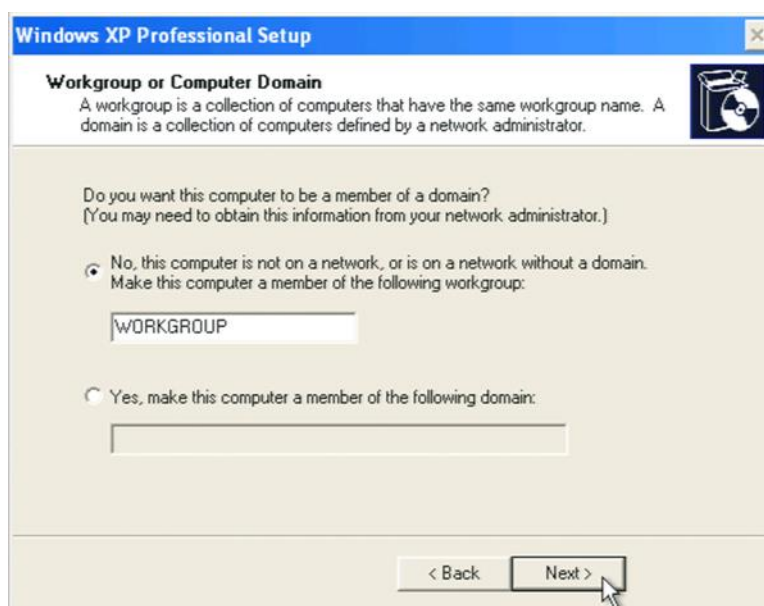 Windows XP Professional Setup
Workgroup or Computer Domain
A workgroup is a collection of computers that have the same workgroup name. A
domain is a collection of computers defined by a network administrator.
Do you want this computer to be a member of a domain?
(You may need to obtain this information from your network administrator.)
No, this computer is not on a network, or is on a network without a domain.
Make this computer a member of the following workgroup:
WORKGROUP
Yes, make this computer a member of the following domain:
< Back
Next >